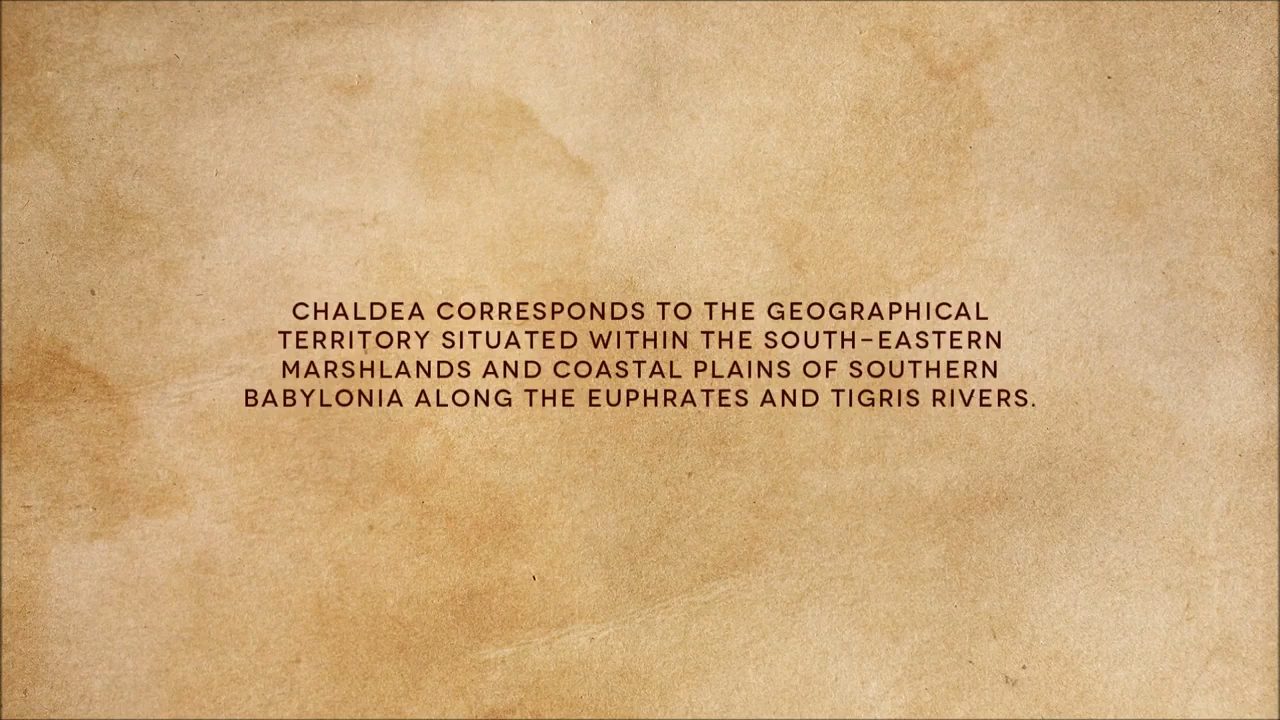 CHALDEA CORRESPONDS TO THE GEOGRAPHICAL
TERRITORY SITUATED WITHIN THE SOUTH-EASTERN
MARSHLANDS AND COASTAL PLAINS OF SOUTHERN
BABYLONIA ALONG THE EUPHRATES AND TIGRIS RIVERS.